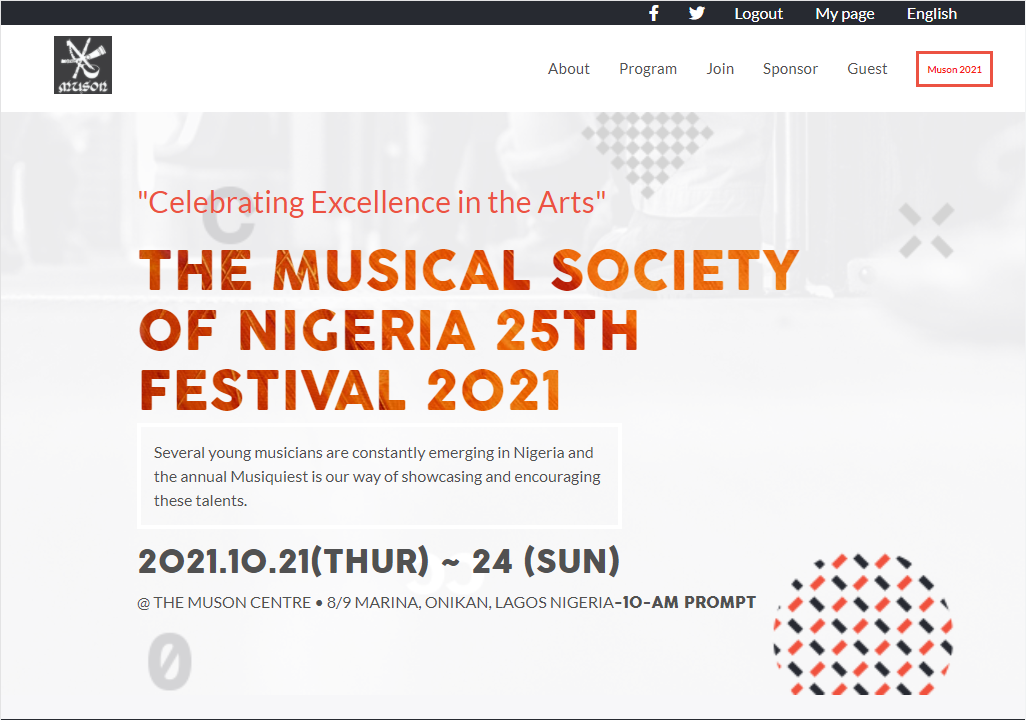 Logout My page English
MUSON
About Program Join Sponsor Guest Muson 2021
"Celebrating Excellence in the Arts"
THE MUSICAL SOCIETY
OF NIGERIA 25TH
FESTIVAL 2021
Several young musicians are constantly emerging in Nigeria and
the annual Musiquiest is our way of showcasing and encouraging
these talents.
2021.10.21(THUR) ~ 24 (SUN)
@ THE MUSON CENTRE • 8/9 MARINA, ONIKAN, LAGOS NIGERIA-10-AM PROMPT